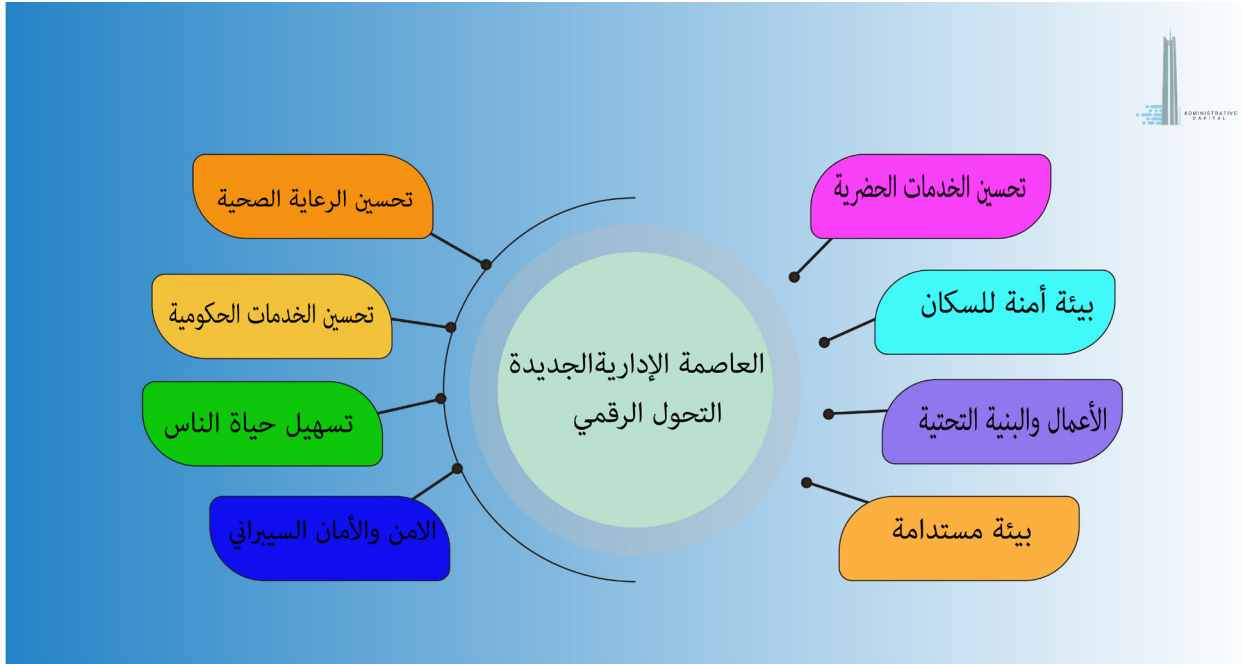 ADMINISTRATIVE
CAPITAL
تحسين الخدمات الحضرية
تحسين الرعاية الصحية
بيئة أمنة للسكان
تحسين الخدمات الحكومية
العاصمة الإداريةالجديدة
التحول الرقمي
الأعمال والبنية التحتية
تسهيل حياة الناس
بيئة مستدامة
الامن والأمان السيبراني